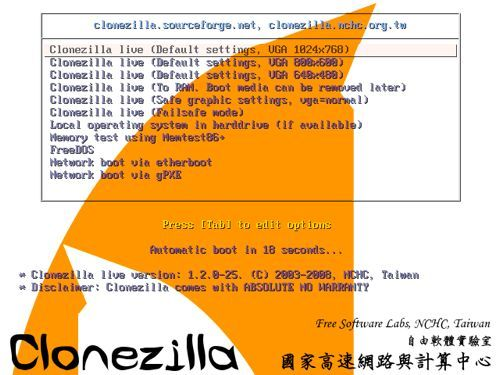 clonezilla.sourceforge.net, clonezilla.nchc.org.tw
Clonezilla live (Default settings, VGA 1024x768)
Clonezilla live (Default settings, VGA 800x600)
Clonezilla live (Default settings, VGA 640x480)
Clonezilla live (To RAM. Boot media can be removed later)
Clonezilla live (Safe graphic settings, vga=normal)
Clonezilla live (Failsafe mode)
Local operating system in harddrive (if available)
Memory test using Memtest86+
FreeDOS
Network boot via etherboot
Network boot via gPXE
Press [Tab] to edit options
Automatic boot in 18 seconds...
* Clonezilla live version: 1.2.0-25. (C) 2003-2008, NCHC, Taiwan
* Disclaimer: Clonezilla comes with ABSOLUTE NO WARRANTY
Free Software Labs, NCHC, Taiwan
自由軟體實驗室
Clonezilla
國家高速網路與計算中心